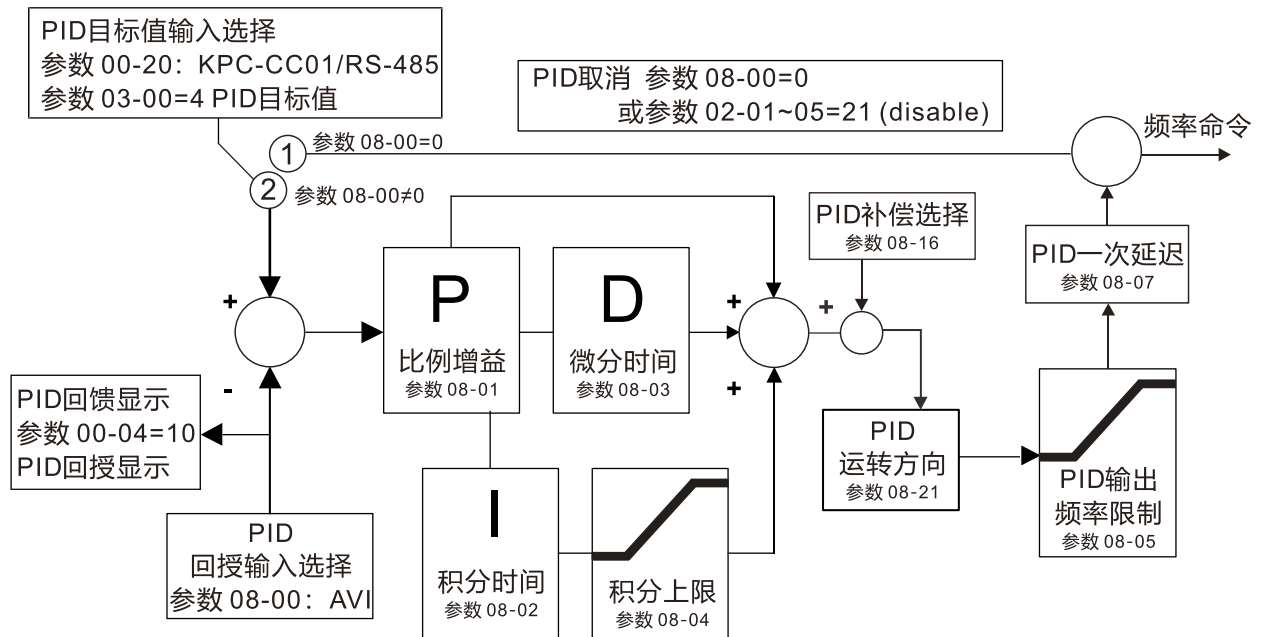 PID目标值输入选择
参数 00-20：KPC-CC01/RS-485
参数 03-00=4 PID目标值
PID取消 参数 08-00=0
或参数 02-01~05=21 (disable)
1
参数 08-00=0
频率命令
2
参数 08-00≠0
PID补偿选择
参数 08-16
PID一次延迟
参数 08-07
+
P
比例增益
参数 08-01
D
微分时间
参数 08-03
+
+
+
-
PID回馈显示
参数 00-04=10
PID回授显示
PID
运转方向
参数 08-21
PID输出
频率限制
参数 08-05
PID
回授输入选择
参数 08-00：AVI
I
积分时间
参数 08-02
积分上限
参数 08-04